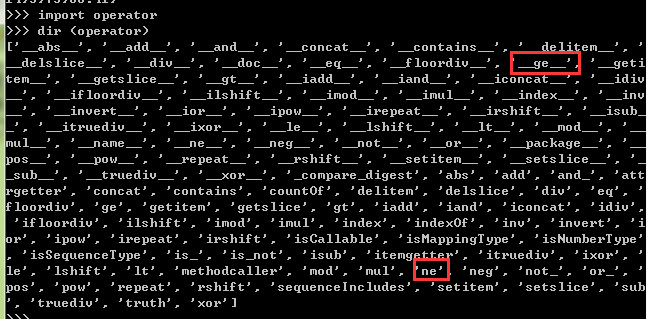 >>> import operator
>>> dir (operator)
['__abs__', '__add__', '__and__', '__concat__', '__contains__', '__delitem__', '
__delslice__', '__div__', '__doc__', '__eq__', '__floordiv__', '__ge__', '__geti
tem__', '__getslice__', '__gt__', '__iadd__', '__iand__', '__iconcat__', '__idiv
__', '__ifloordiv__', '__ilshift__', '__imod__', '__imul__', '__index__', '__inv
__', '__invert__', '__ior__', '__ipow__', '__irepeat__', '__irshift__', '__isub_
_', '__itruediv__', '__ixor__', '__le__', '__lshift__', '__lt__', '__mod__', '__
mul__', '__name__', '__ne__', '__neg__', '__not__', '__or__', '__package__', '__
pos__', '__pow__', '__repeat__', '__rshift__', '__setitem__', '__setslice__', '_
_sub__', '__truediv__', '__xor__', '_compare_digest', 'abs', 'add', 'and_', 'att
rgetter', 'concat', 'contains', 'countOf', 'delitem', 'delslice', 'div', 'eq', '
floordiv', 'ge', 'getitem', 'getslice', 'gt', 'iadd', 'iand', 'iconcat', 'idiv',
'ifloordiv', 'ilshift', 'imod', 'imul', 'index', 'indexOf', 'inv', 'invert', 'i
or', 'ipow', 'irepeat', 'irshift', 'isCallable', 'isMappingType', 'isNumberType'
, 'isSequenceType', 'is_', 'is_not', 'isub', 'itemgetter', 'itruediv', 'ixor', '
le', 'lshift', 'lt', 'methodcaller', 'mod', 'mul', 'ne', 'neg', 'not_', 'or_', '
pos', 'pow', 'repeat', 'rshift', 'sequenceIncludes', 'setitem', 'setslice', 'sub
', 'truediv', 'truth', 'xor']
>>>